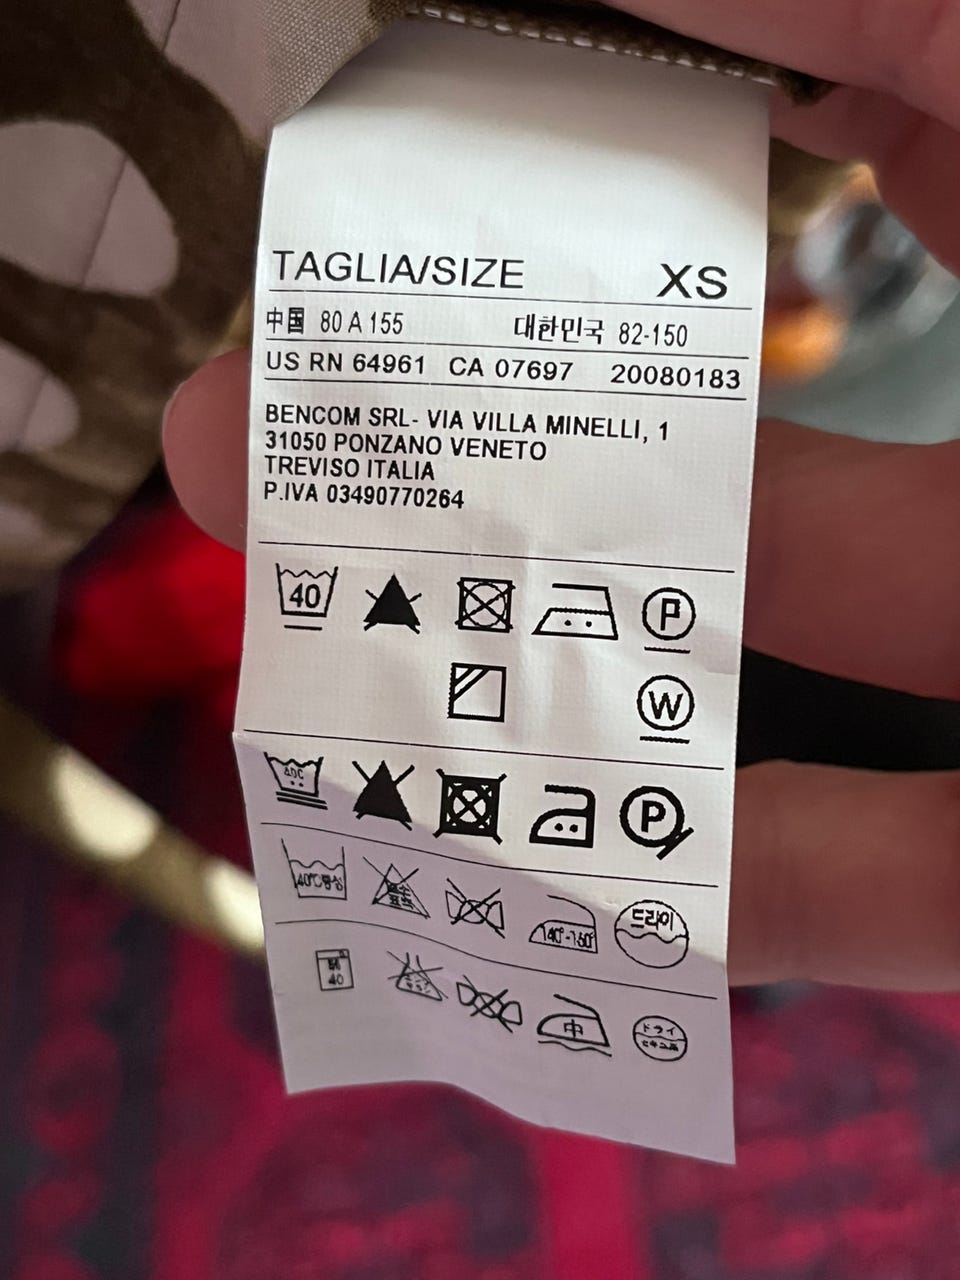 TAGLIA/SIZE XS
中国 80 A 155 대한민국 82-150
US RN 64961 CA 07697 20080183
BENCOM SRL- VIA VILLA MINELLI, 1
31050 PONZANO VENETO
TREVISO ITALIA
P.IVA 03490770264
40 P
W
40C P
40℃중성 드라이
140°-160°
40 中 ドライ